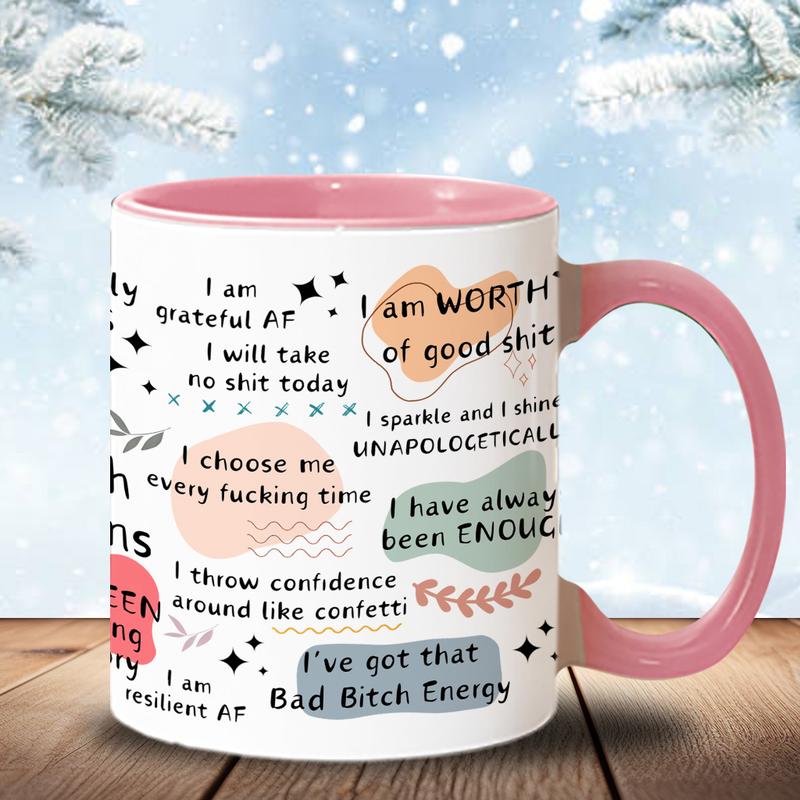 ly
I am
grateful AF
I will take
no shit today
I am WORTH
of good shit
I sparkle and I shine
UNAPOLOGETICALL
I choose me
every fucking time
I have alway
been ENOUG
h
ns
I throw confidence
around like confetti
EEN
ng
ory
I am
resilient AF
I've got that
Bad Bitch Energy